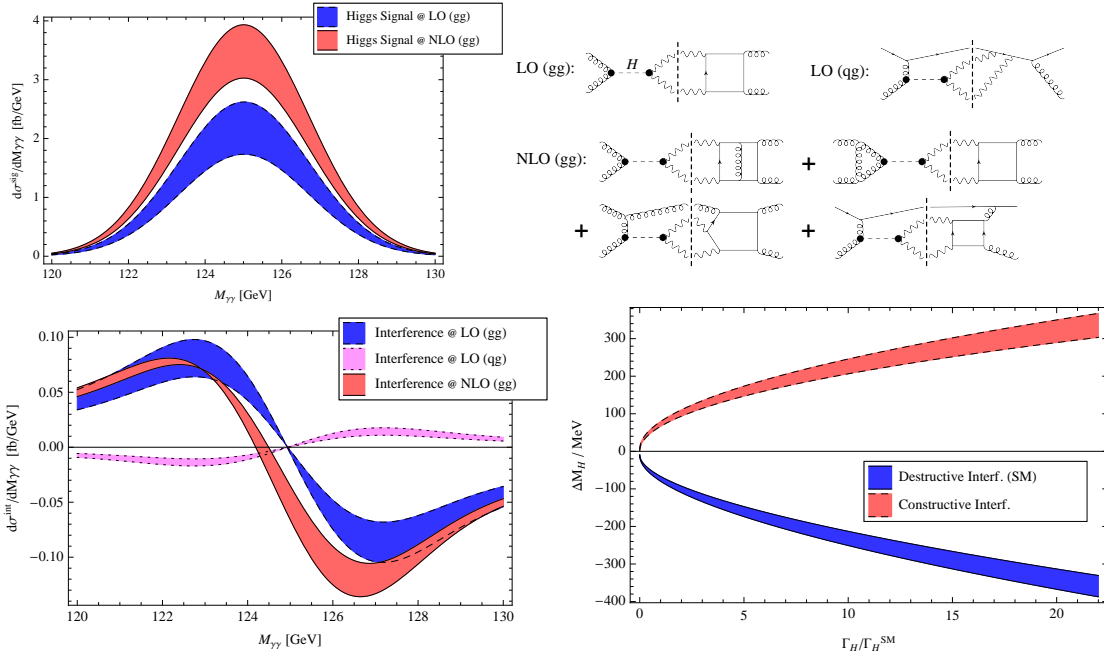 Higgs Signal @ LO (gg)
Higgs Signal @ NLO (gg)
dσ^sig/dMγγ [fb/GeV]
4
3
2
1
0
120 122 124 126 128 130
M_γγ [GeV]
LO (gg):
H
LO (qg):
NLO (gg):
+
+
+
Interference @ LO (gg)
Interference @ LO (qg)
Interference @ NLO (gg)
dσ^int/dMγγ [fb/GeV]
0.10
0.05
0.00
−0.05
−0.10
120 122 124 126 128 130
M_γγ [GeV]
ΔM_H / MeV
300
200
100
0
−100
−200
−300
−400
Destructive Interf. (SM)
Constructive Interf.
0 5 10 15 20
Γ_H/Γ_H^SM